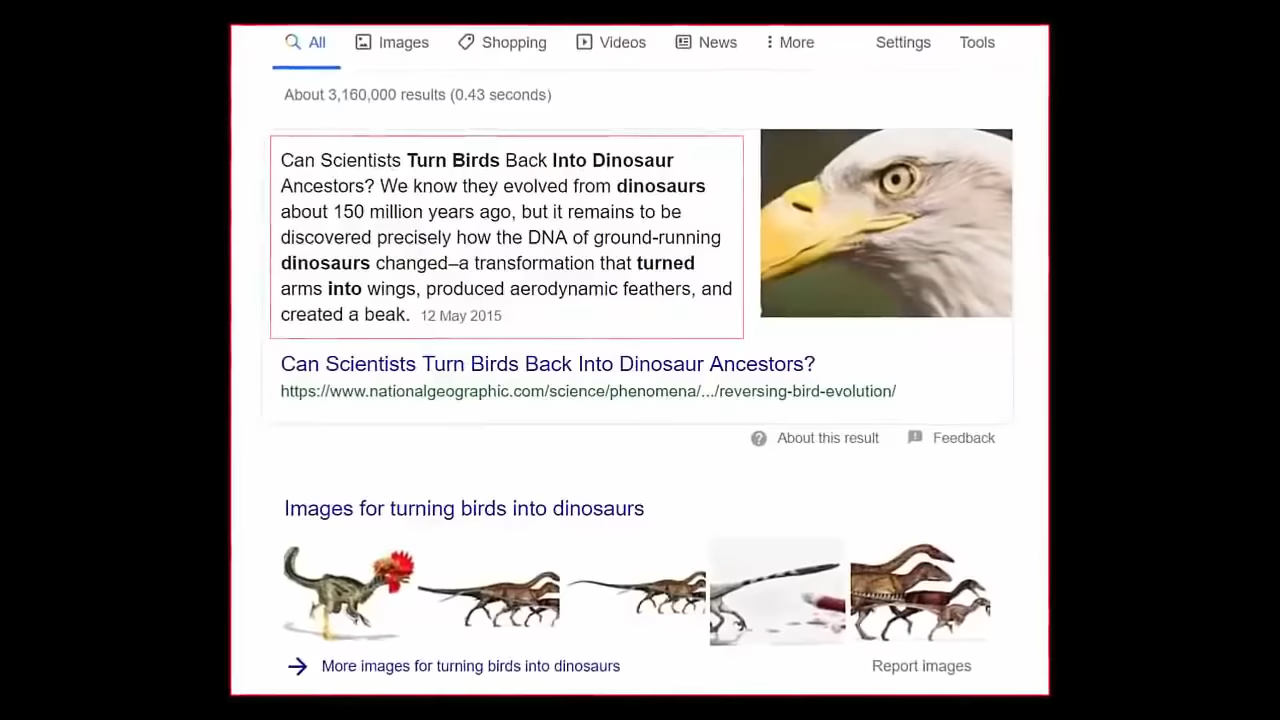 All Images Shopping Videos News More Settings Tools
About 3,160,000 results (0.43 seconds)
Can Scientists Turn Birds Back Into Dinosaur
Ancestors? We know they evolved from dinosaurs
about 150 million years ago, but it remains to be
discovered precisely how the DNA of ground-running
dinosaurs changed–a transformation that turned
arms into wings, produced aerodynamic feathers, and
created a beak. 12 May 2015
Can Scientists Turn Birds Back Into Dinosaur Ancestors?
https://www.nationalgeographic.com/science/phenomena/.../reversing-bird-evolution/
About this result Feedback
Images for turning birds into dinosaurs
More images for turning birds into dinosaurs Report images